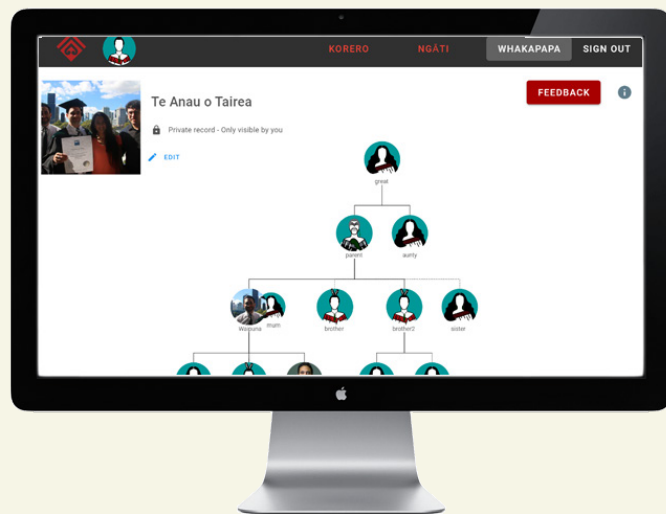 KORERO NGĀTI WHAKAPAPA SIGN OUT
Te Anau o Tairea
FEEDBACK
Private record - Only visible by you
EDIT
great
parent aunty
Waipuna mum brother brother2 sister